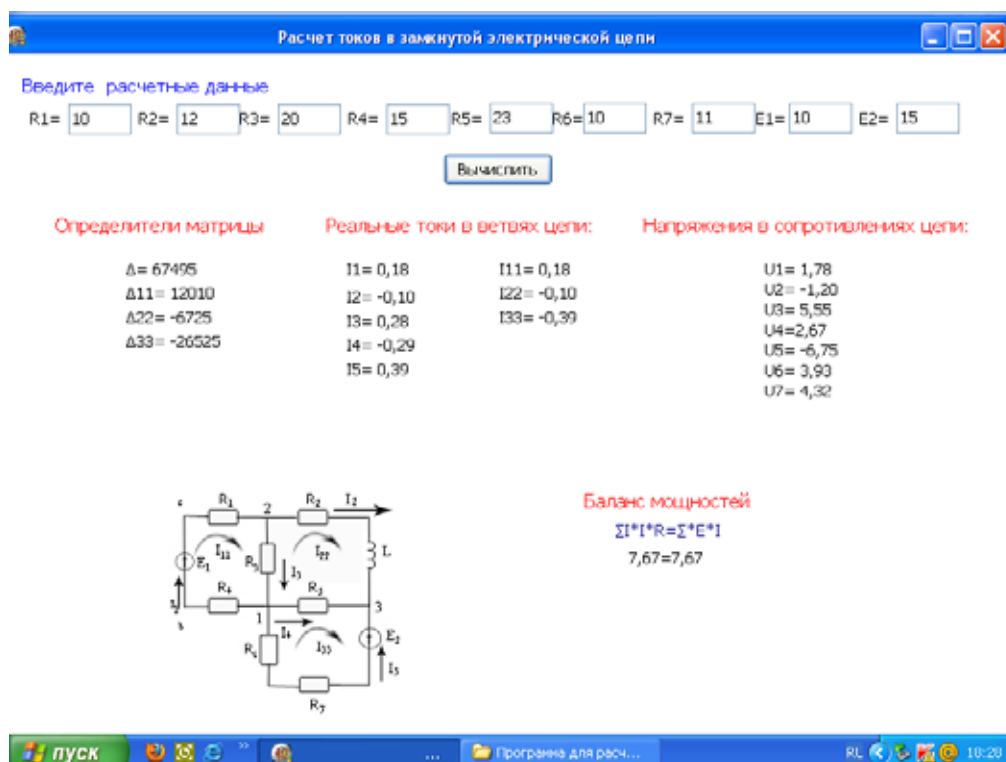 Расчет токов в замкнутой электрической цепи
Введите расчетные данные
R1= 10 R2= 12 R3= 20 R4= 15 R5= 23 R6= 10 R7= 11 E1= 10 E2= 15
Вычислить
Определители матрицы
Δ= 67495
Δ11= 12010
Δ22= -6725
Δ33= -26525
Реальные токи в ветвях цепи:
I1= 0,18 I11= 0,18
I2= -0,10 I22= -0,10
I3= 0,28 I33= -0,39
I4= -0,29
I5= 0,39
Напряжения в сопротивлениях цепи:
U1= 1,78
U2= -1,20
U3= 5,55
U4=2,67
U5= -6,75
U6= 3,93
U7= 4,32
R₁ 2 R₂ I₂
E₁ I₂₂ L
I₃
R₄ 3
1 I₄
I₃₃
I₅
R₇
Баланс мощностей
ΣI*I*R=Σ*E*I
7,67=7,67
пуск
...
Программа для расч...
RL 18:28